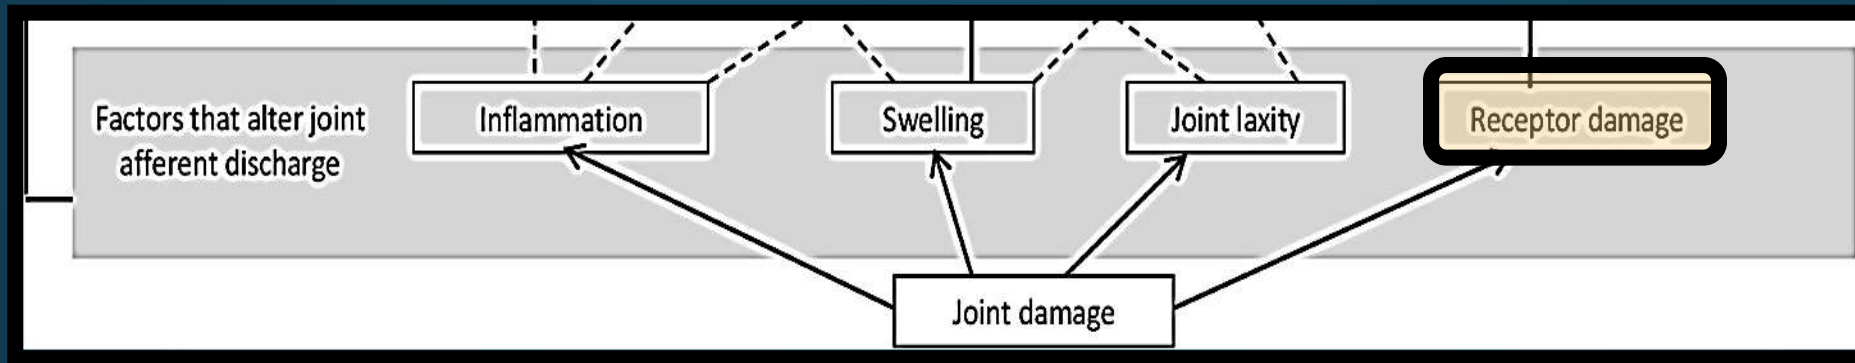 Factors that alter joint
afferent discharge
Inflammation
Swelling
Joint laxity
Receptor damage
Joint damage